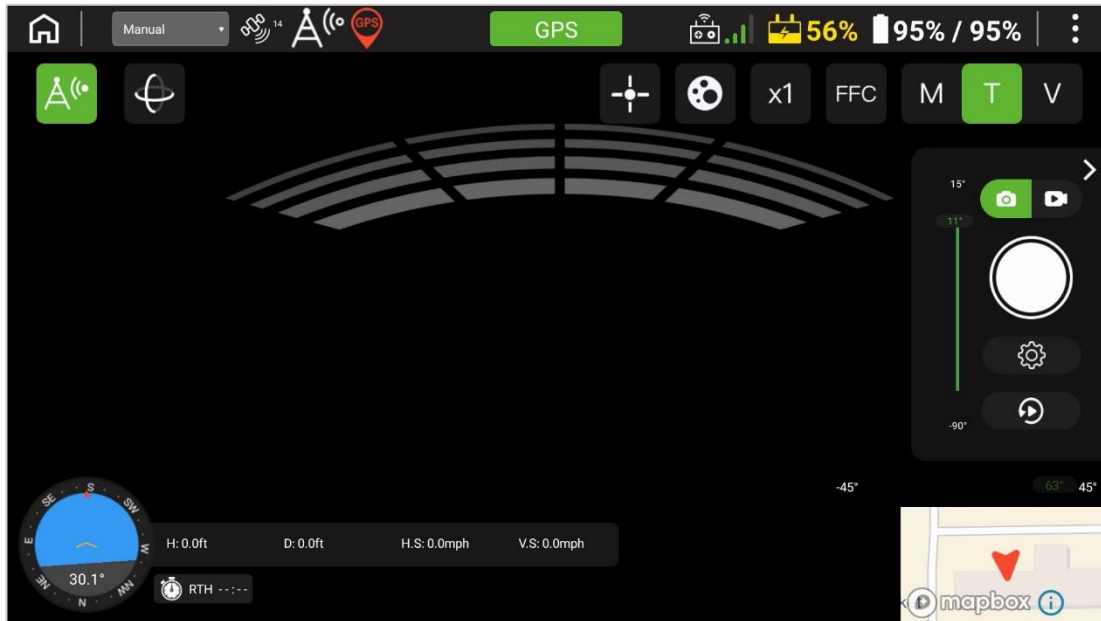 Manual
14
GPS
GPS
56%
95% / 95%
x1
FFC
M
T
V
15°
11°
-90°
-45°
63°
45°
SE
S
SW
E
W
NE
N
NW
30.1°
H: 0.0ft
D: 0.0ft
H.S: 0.0mph
V.S: 0.0mph
RTH --:--
mapbox
i